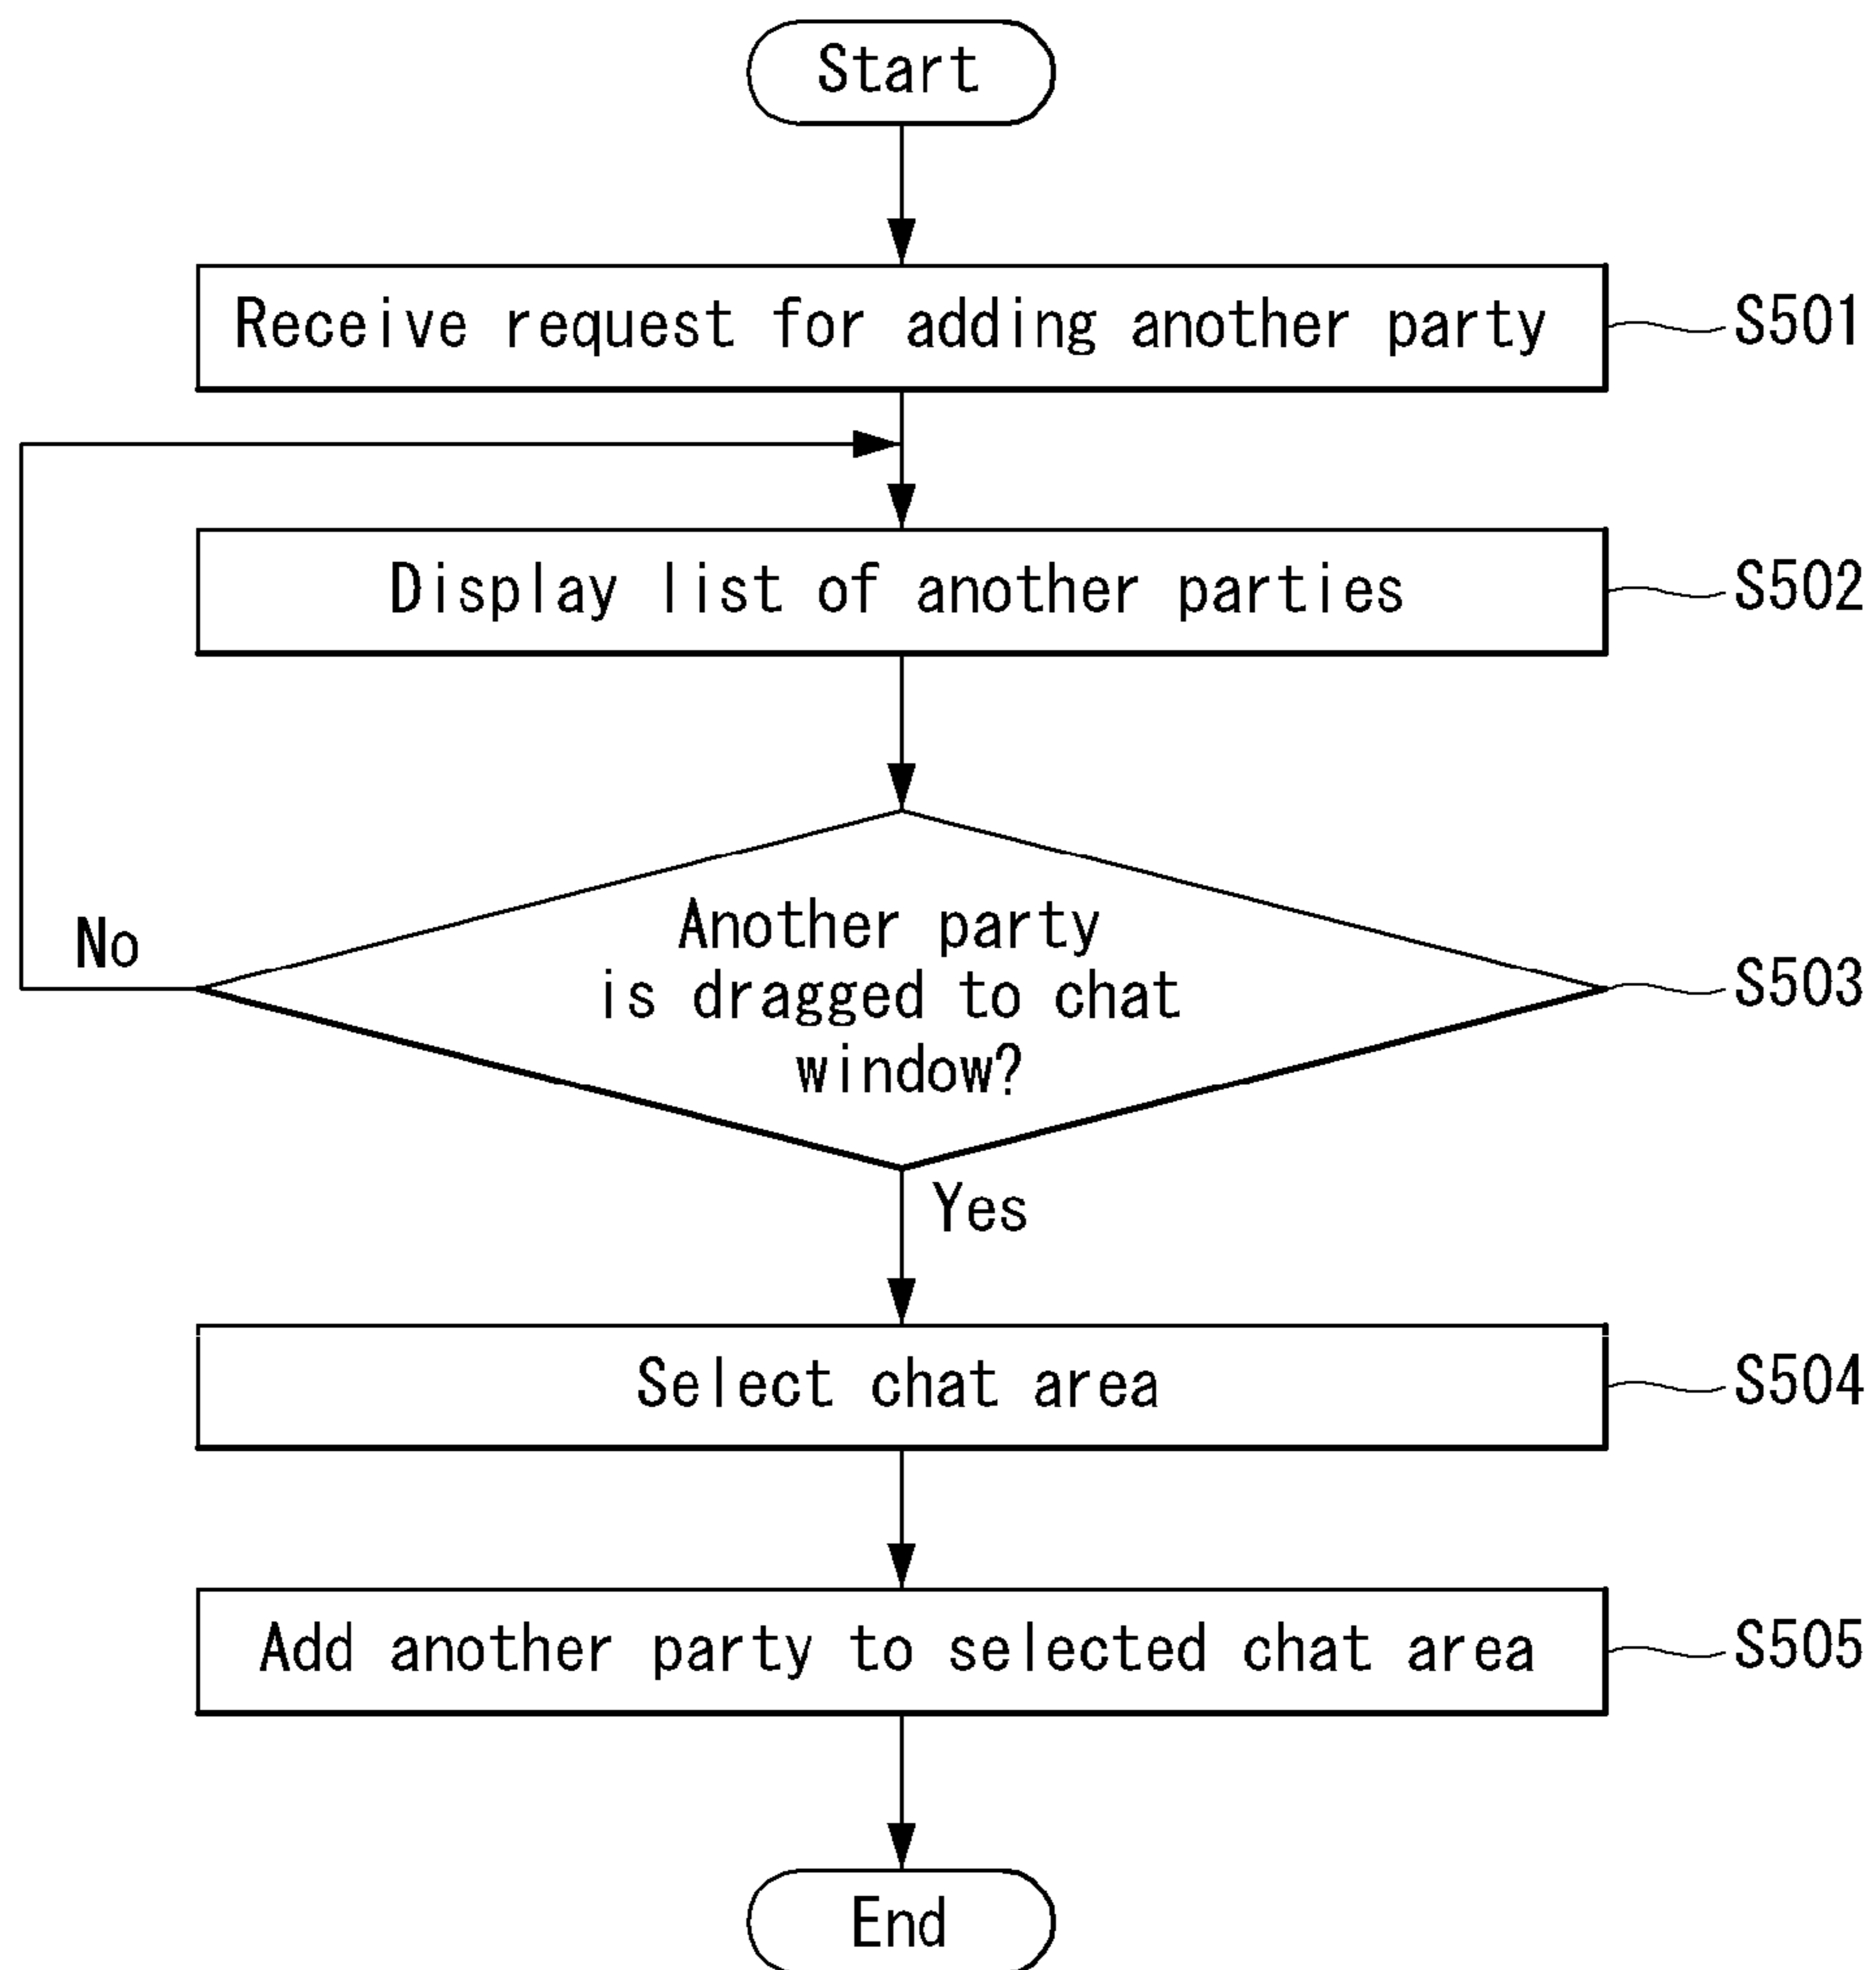 Start
Receive request for adding another party
S501
Display list of another parties
S502
Another party
is dragged to chat
window?
S503
No
Yes
Select chat area
S504
Add another party to selected chat area
S505
End